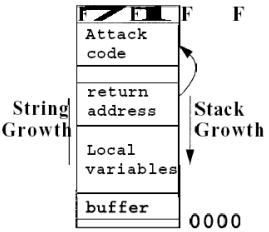 F F F F
Attack
code
return
address
String
Growth
Stack
Growth
Local
variables
buffer
0000